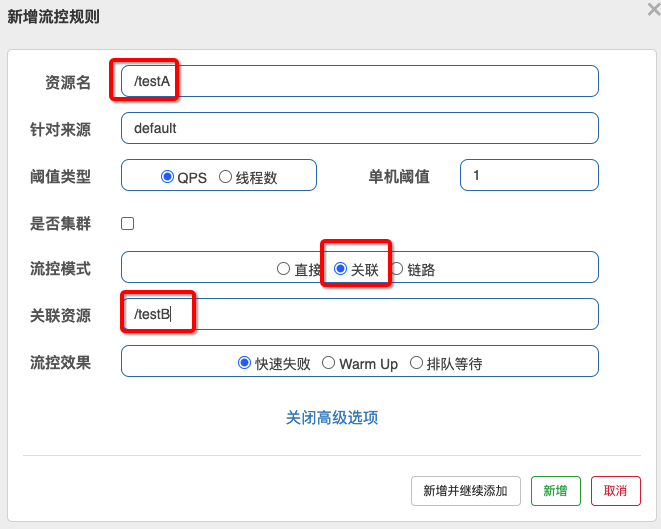 新增流控规则
资源名 /testA
针对来源 default
阈值类型 QPS 线程数 单机阈值 1
是否集群
流控模式 直接 关联 链路
关联资源 /testB
流控效果 快速失败 Warm Up 排队等待
关闭高级选项
新增并继续添加 新增 取消